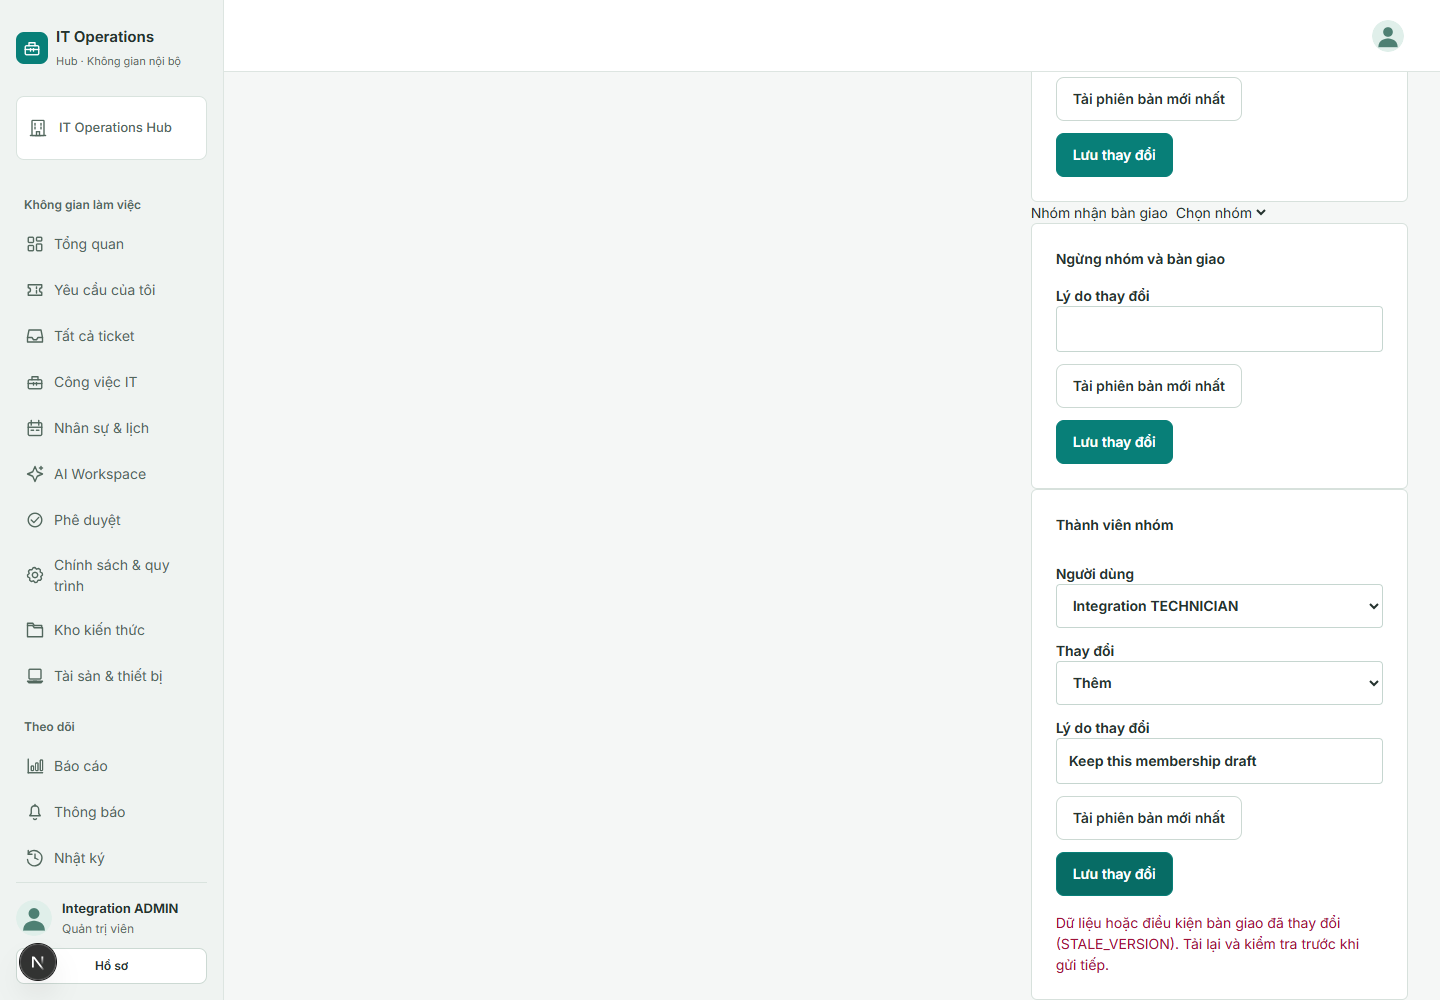 IT Operations
Hub · Không gian nội bộ
IT Operations Hub
Không gian làm việc
Tổng quan
Yêu cầu của tôi
Tất cả ticket
Công việc IT
Nhân sự & lịch
AI Workspace
Phê duyệt
Chính sách & quy
trình
Kho kiến thức
Tài sản & thiết bị
Theo dõi
Báo cáo
Thông báo
Nhật ký
Integration ADMIN
Quản trị viên
N
Hồ sơ
Tải phiên bản mới nhất
Lưu thay đổi
Nhóm nhận bàn giao Chọn nhóm
Ngừng nhóm và bàn giao
Lý do thay đổi
Tải phiên bản mới nhất
Lưu thay đổi
Thành viên nhóm
Người dùng
Integration TECHNICIAN
Thay đổi
Thêm
Lý do thay đổi
Keep this membership draft
Tải phiên bản mới nhất
Lưu thay đổi
Dữ liệu hoặc điều kiện bàn giao đã thay đổi
(STALE_VERSION). Tải lại và kiểm tra trước khi
gửi tiếp.